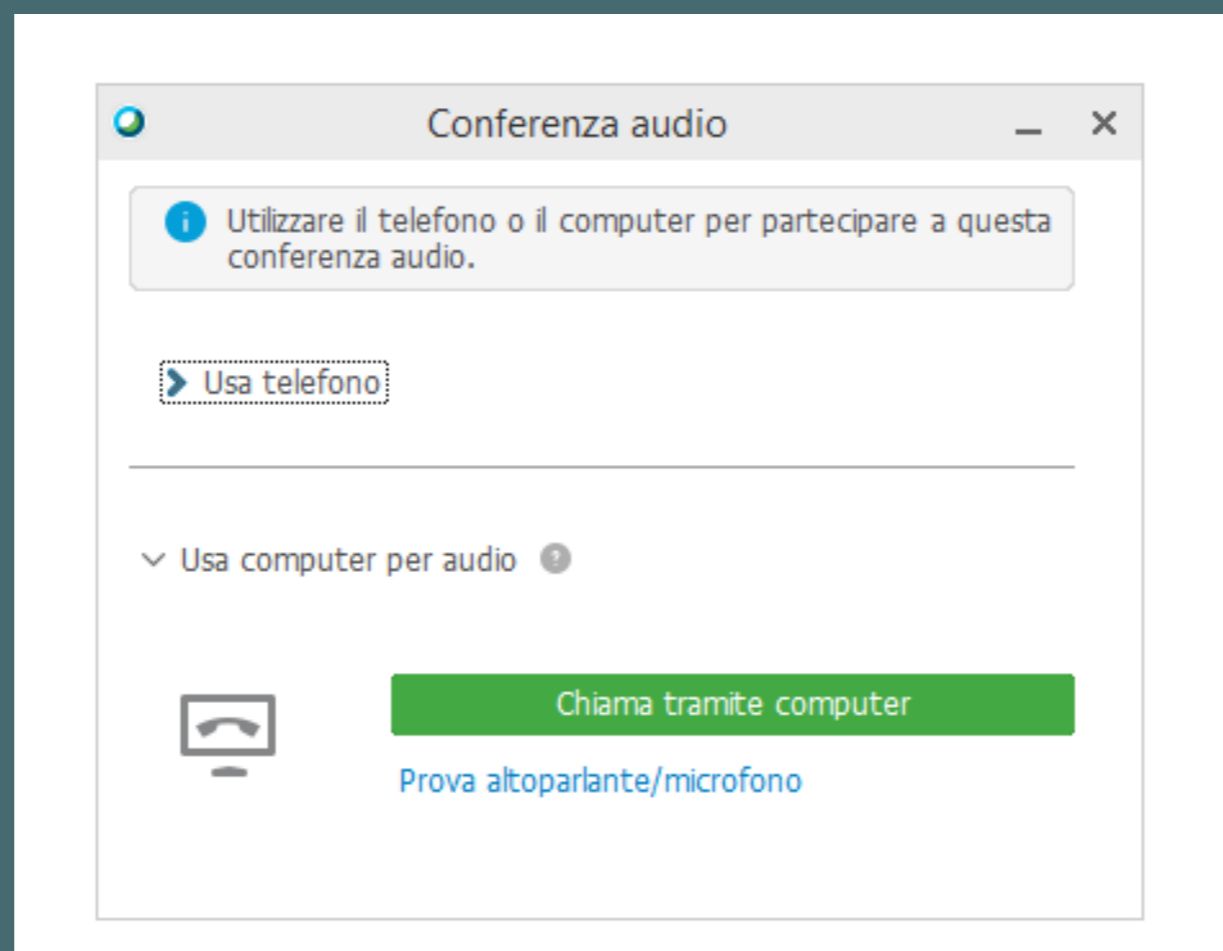 Conferenza audio
Utilizzare il telefono o il computer per partecipare a questa
conferenza audio.
Usa telefono
Usa computer per audio
Chiama tramite computer
Prova altoparlante/microfono